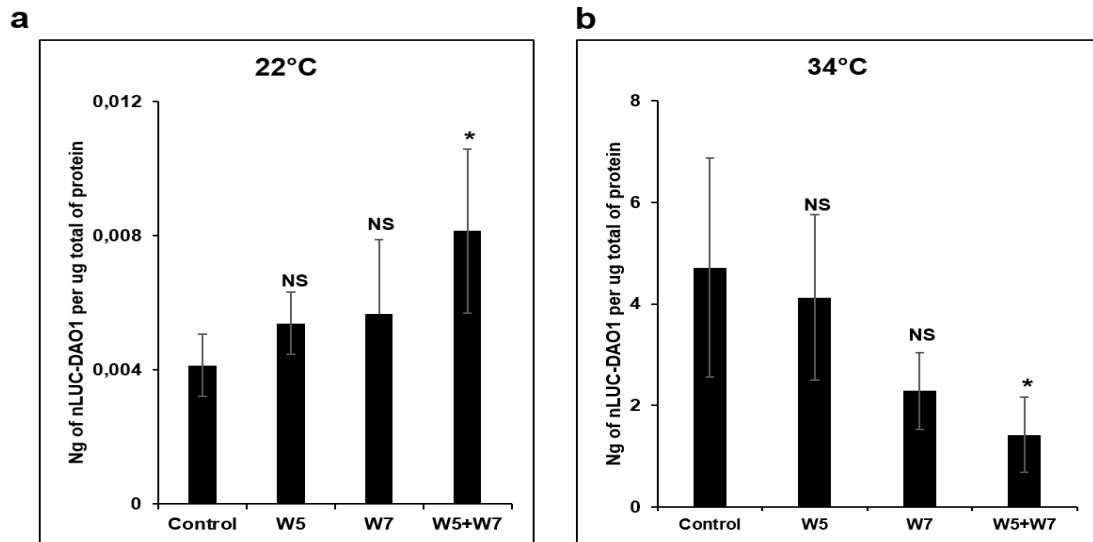 a
22°C
Ng of nLUC-DAO1 per ug total of protein
0,012
0,008
0,004
0
*
NS
NS
Control W5 W7 W5+W7
b
34°C
Ng of nLUC-DAO1 per ug total of protein
8
6
4
2
0
NS
NS
*
Control W5 W7 W5+W7